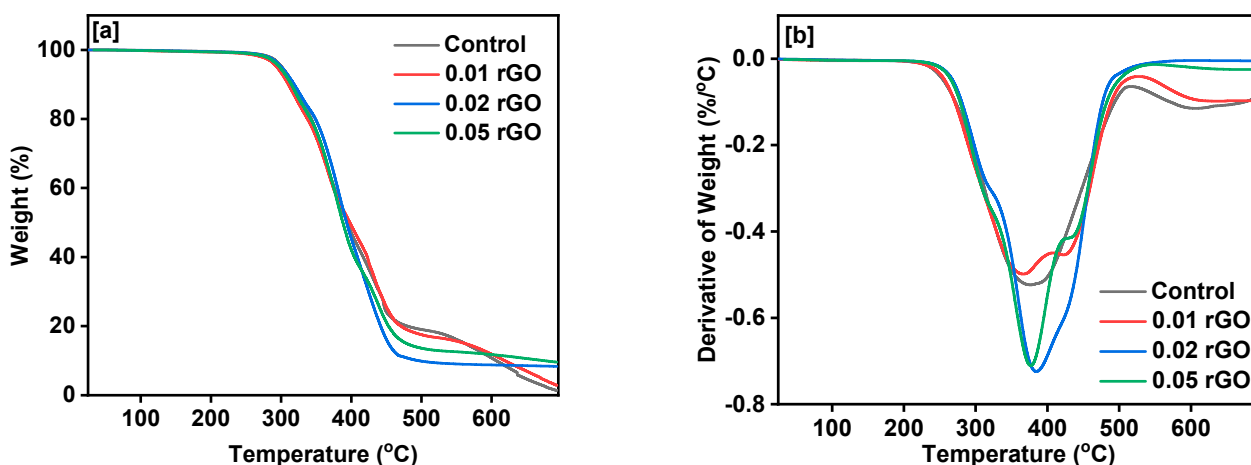 [a]
Control
0.01 rGO
0.02 rGO
0.05 rGO
100
80
60
40
20
0
Weight (%)
100 200 300 400 500 600
Temperature (°C)
[b]
0.0
-0.2
-0.4
-0.6
-0.8
Derivative of Weight (%/°C)
Control
0.01 rGO
0.02 rGO
0.05 rGO
100 200 300 400 500 600
Temperature (°C)